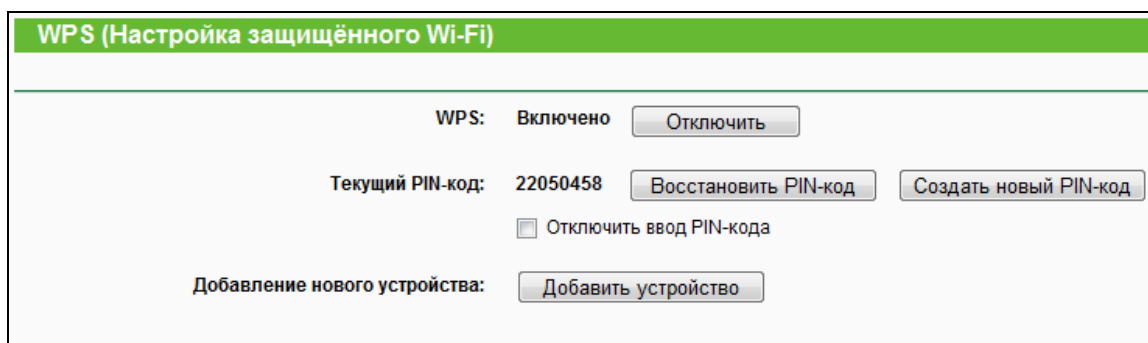 WPS (Настройка защищённого Wi-Fi)
WPS: Включено Отключить
Текущий PIN-код: 22050458 Восстановить PIN-код Создать новый PIN-код
Отключить ввод PIN-кода
Добавление нового устройства: Добавить устройство